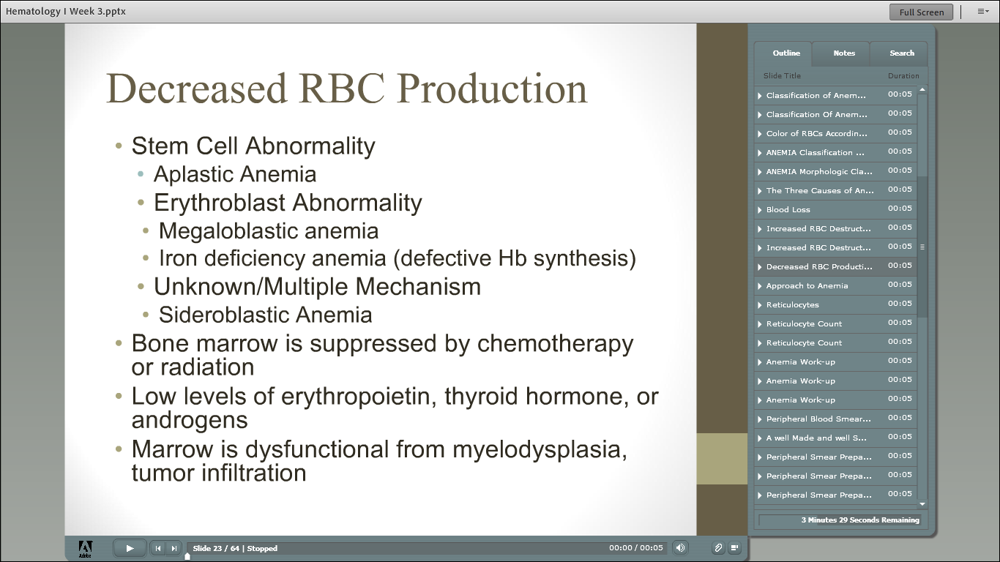 Hematology I Week 3.pptx
Full Screen
Decreased RBC Production
• Stem Cell Abnormality
• Aplastic Anemia
• Erythroblast Abnormality
• Megaloblastic anemia
• Iron deficiency anemia (defective Hb synthesis)
• Unknown/Multiple Mechanism
• Sideroblastic Anemia
• Bone marrow is suppressed by chemotherapy
or radiation
• Low levels of erythropoietin, thyroid hormone, or
androgens
• Marrow is dysfunctional from myelodysplasia,
tumor infiltration
Outline Notes Search
Slide Title Duration
Classification of Anem... 00:05
Classification Of Anem... 00:05
Color of RBCs Accordin... 00:05
ANEMIA Classification ... 00:05
ANEMIA Morphologic Cla... 00:05
The Three Causes of An... 00:05
Blood Loss 00:05
Increased RBC Destruct... 00:05
Increased RBC Destruct... 00:05
Decreased RBC Producti... 00:05
Approach to Anemia 00:05
Reticulocytes 00:05
Reticulocyte Count 00:05
Reticulocyte Count 00:05
Anemia Work-up 00:05
Anemia Work-up 00:05
Anemia Work-up 00:05
Peripheral Blood Smear... 00:05
A well Made and well S... 00:05
Peripheral Smear Prepa... 00:05
Peripheral Smear Prepa... 00:05
Peripheral Smear Prepa... 00:05
3 Minutes 29 Seconds Remaining
Adobe
Slide 23 / 64 | Stopped
00:00 / 00:05